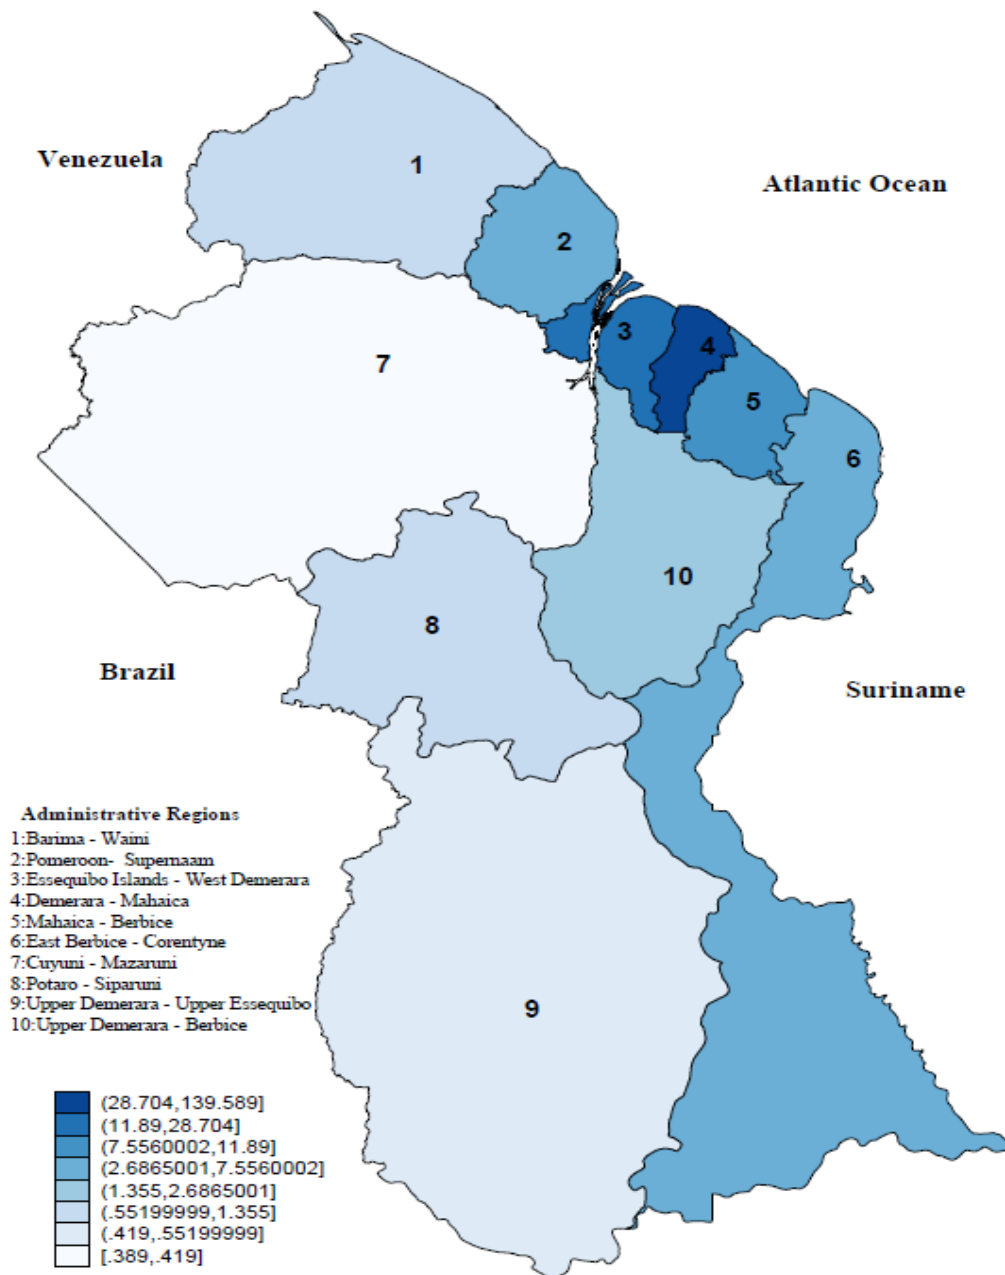 1
Venezuela
Atlantic Ocean
2
3
4
7
5
6
10
8
Brazil
Suriname
Administrative Regions
1:Barima - Waini
2:Pomeroon- Supernaam
3:Essequibo Islands - West Demerara
4:Demerara - Mahaica
5:Mahaica - Berbice
6:East Berbice - Corentyne
7:Cuyuni - Mazaruni
8:Potaro - Siparuni
9:Upper Demerara - Upper Essequibo
10:Upper Demerara - Berbice
9
(28.704,139.589]
(11.89,28.704]
(7.5560002,11.89]
(2.6865001,7.5560002]
(1.355,2.6865001]
(.55199999,1.355]
(.419,.55199999]
[.389,.419]